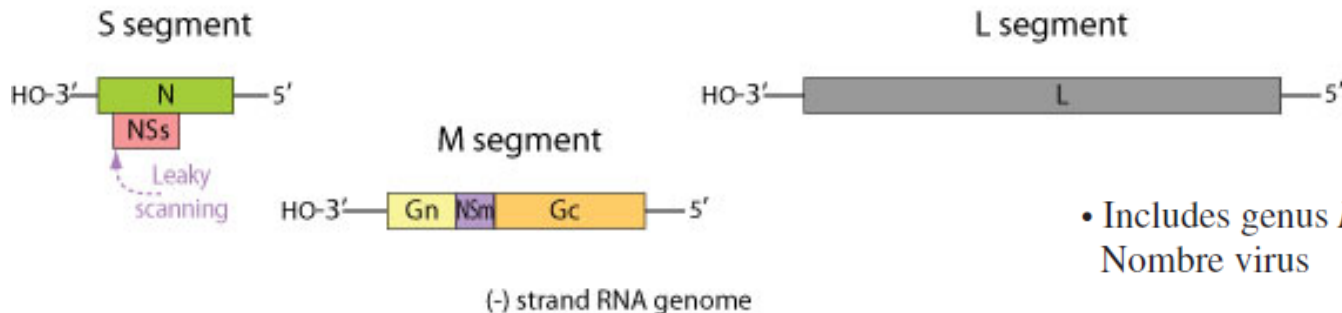 S segment
HO-3′ N 5′
NSs
Leaky
scanning
M segment
HO-3′ Gn NSm Gc 5′
L segment
HO-3′ L 5′
• Includes genus
Nombre virus
(-) strand RNA genome